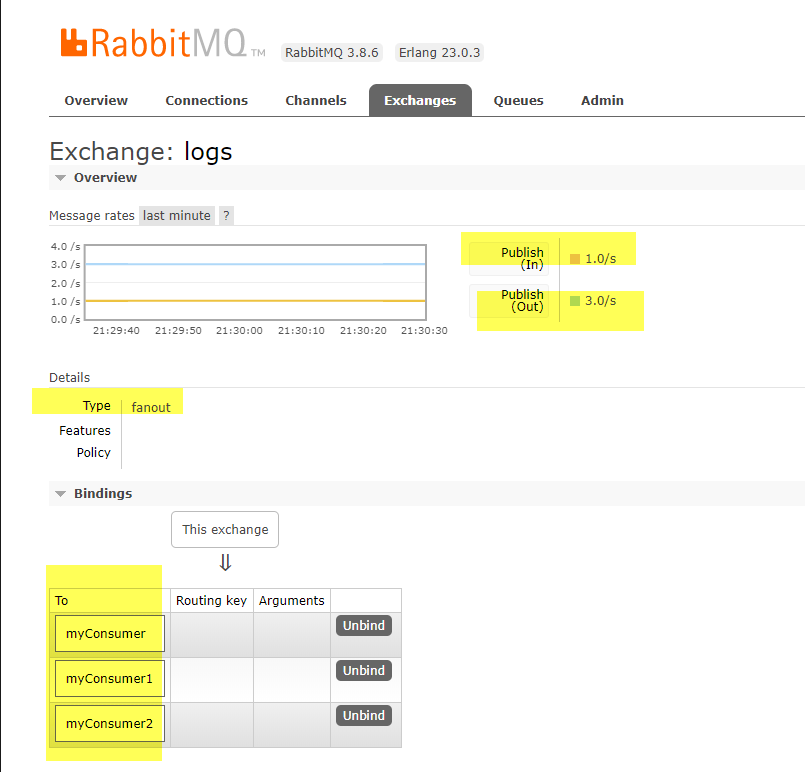 RabbitMQ TM RabbitMQ 3.8.6 Erlang 23.0.3
Overview Connections Channels Exchanges Queues Admin
Exchange: logs
Overview
Message rates last minute ?
4.0 /s
3.0 /s
2.0 /s
1.0 /s
0.0 /s
21:29:40 21:29:50 21:30:00 21:30:10 21:30:20 21:30:30
Publish
(In)
1.0/s
Publish
(Out)
3.0/s
Details
Type fanout
Features
Policy
Bindings
This exchange
⇓
To Routing key Arguments
myConsumer Unbind
myConsumer1 Unbind
myConsumer2 Unbind